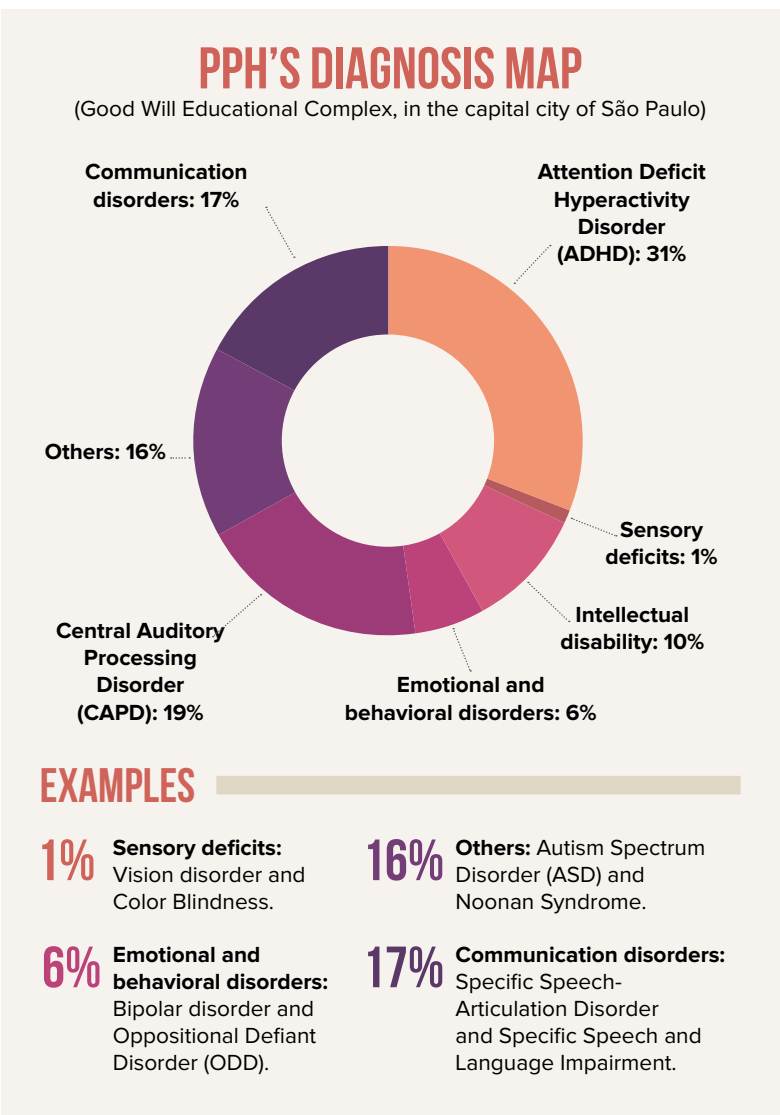 PPH'S DIAGNOSIS MAP
(Good Will Educational Complex, in the capital city of São Paulo)
Communication
disorders: 17%
Attention Deficit
Hyperactivity
Disorder
(ADHD): 31%
Others: 16%
Sensory
deficits: 1%
Intellectual
disability: 10%
Central Auditory
Processing
Disorder
(CAPD): 19%
Emotional and
behavioral disorders: 6%
EXAMPLES
1%
Sensory deficits:
Vision disorder and
Color Blindness.
16%
Others: Autism Spectrum
Disorder (ASD) and
Noonan Syndrome.
6%
Emotional and
behavioral disorders:
Bipolar disorder and
Oppositional Defiant
Disorder (ODD).
17%
Communication disorders:
Specific Speech-
Articulation Disorder
and Specific Speech and
Language Impairment.